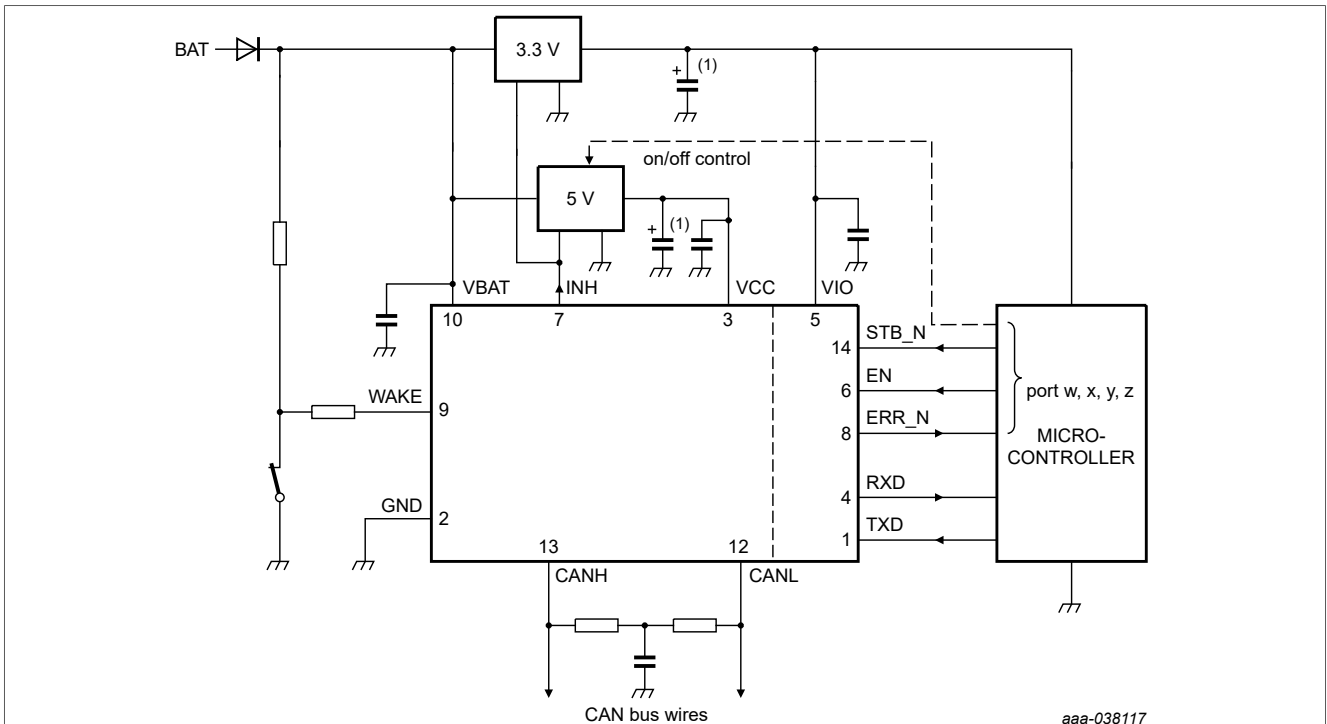 BAT
3.3 V
+
(1)
on/off control
5 V
+
(1)
VBAT
INH
VCC
VIO
10
7
3
5
STB_N
14
EN
6
port w, x, y, z
WAKE
9
ERR_N
8
MICRO-
CONTROLLER
RXD
4
GND
2
TXD
1
13
12
CANH
CANL
CAN bus wires
aaa-038117